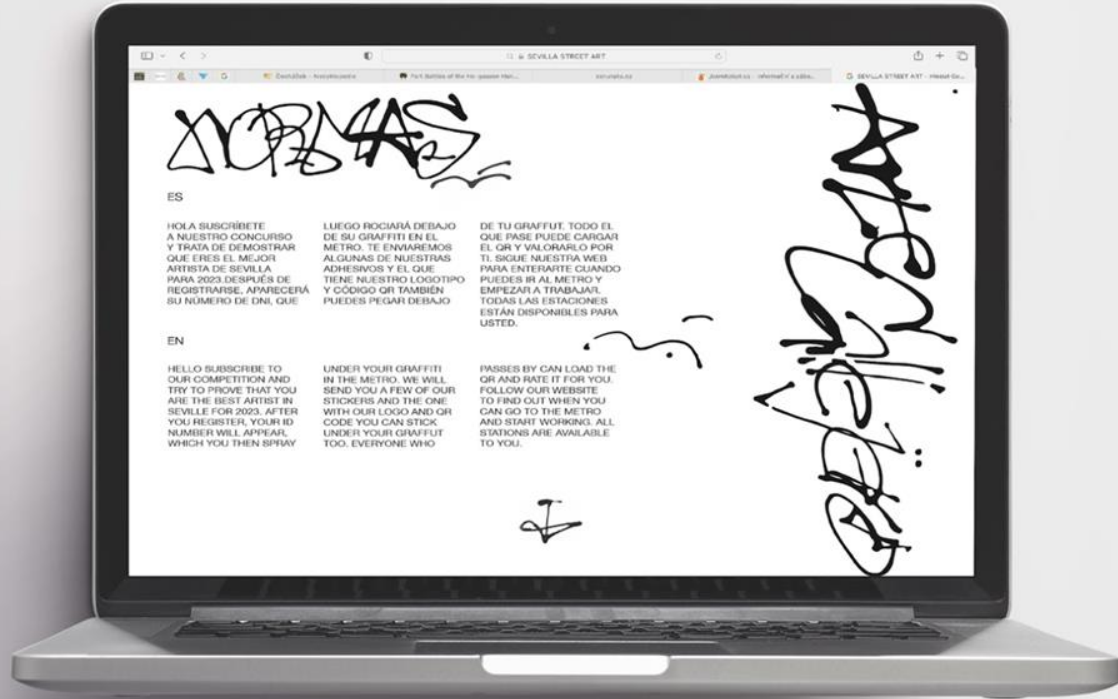 SEVILLA STREET ART
NORMAS
ES
HOLA SUSCRÍBETE
A NUESTRO CONCURSO
Y TRATA DE DEMOSTRAR
QUE ERES EL MEJOR
ARTISTA DE SEVILLA
PARA 2023.DESPUÉS DE
REGISTRARSE, APARECERÁ
SU NÚMERO DE DNI, QUE
LUEGO ROCIARÁ DEBAJO
DE SU GRAFFITI EN EL
METRO. TE ENVIAREMOS
ALGUNAS DE NUESTRAS
ADHESIVOS Y EL QUE
TIENE NUESTRO LOGOTIPO
Y CÓDIGO QR TAMBIÉN
PUEDES PEGAR DEBAJO
DE TU GRAFFUT. TODO EL
QUE PASE PUEDE CARGAR
EL QR Y VALORARLO POR
TI. SIGUE NUESTRA WEB
PARA ENTERARTE CUANDO
PUEDES IR AL METRO Y
EMPEZAR A TRABAJAR.
TODAS LAS ESTACIONES
ESTÁN DISPONIBLES PARA
USTED.
EN
HELLO SUBSCRIBE TO
OUR COMPETITION AND
TRY TO PROVE THAT YOU
ARE THE BEST ARTIST IN
SEVILLE FOR 2023. AFTER
YOU REGISTER, YOUR ID
NUMBER WILL APPEAR,
WHICH YOU THEN SPRAY
UNDER YOUR GRAFFITI
IN THE METRO. WE WILL
SEND YOU A FEW OF OUR
STICKERS AND THE ONE
WITH OUR LOGO AND QR
CODE YOU CAN STICK
UNDER YOUR GRAFFUT
TOO. EVERYONE WHO
PASSES BY CAN LOAD THE
QR AND RATE IT FOR YOU.
FOLLOW OUR WEBSITE
TO FIND OUT WHEN YOU
CAN GO TO THE METRO
AND START WORKING. ALL
STATIONS ARE AVAILABLE
TO YOU.